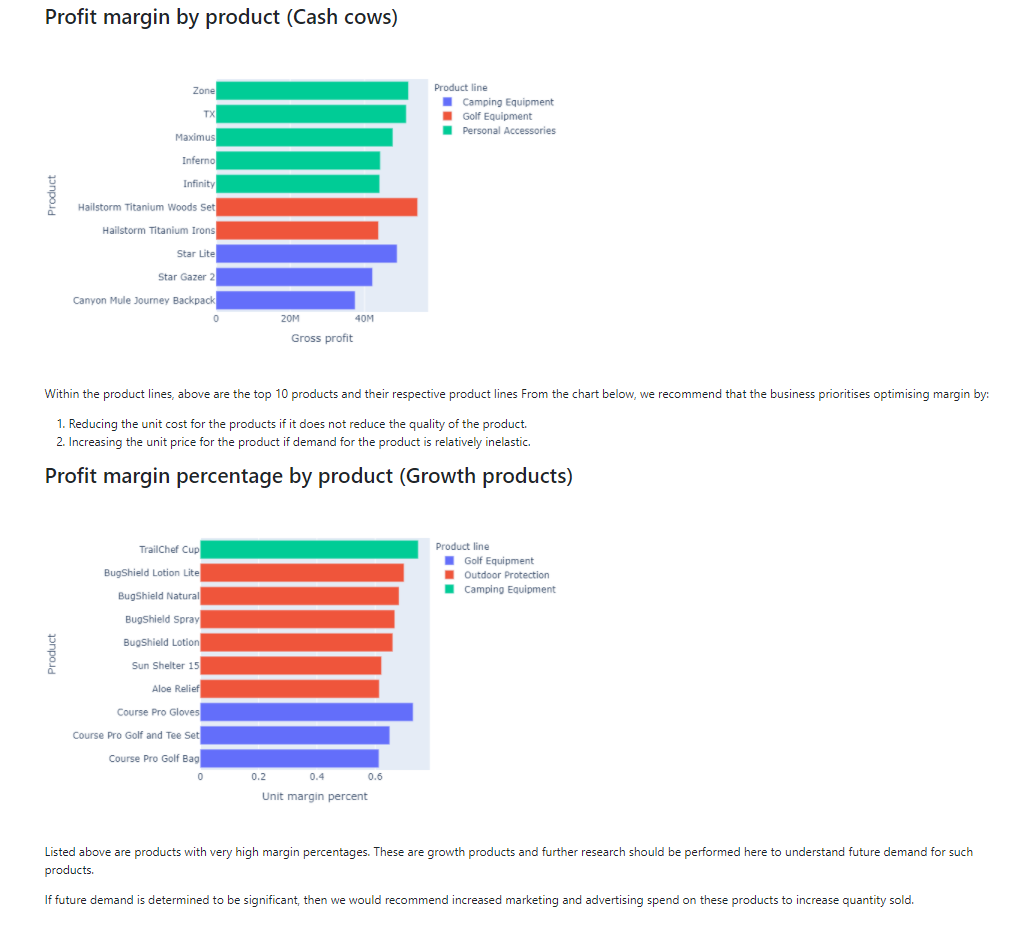 Profit margin by product (Cash cows)
Product line
Camping Equipment
Golf Equipment
Personal Accessories
Product
Zone
TX
Maximus
Inferno
Infinity
Hailstorm Titanium Woods Set
Hailstorm Titanium Irons
Star Lite
Star Gazer 2
Canyon Mule Journey Backpack
0 20M 40M
Gross profit
Within the product lines, above are the top 10 products and their respective product lines From the chart below, we recommend that the business prioritises optimising margin by:
1. Reducing the unit cost for the products if it does not reduce the quality of the product.
2. Increasing the unit price for the product if demand for the product is relatively inelastic.
Profit margin percentage by product (Growth products)
Product line
Golf Equipment
Outdoor Protection
Camping Equipment
Product
TrailChef Cup
BugShield Lotion Lite
BugShield Natural
BugShield Spray
BugShield Lotion
Sun Shelter 15
Aloe Relief
Course Pro Gloves
Course Pro Golf and Tee Set
Course Pro Golf Bag
0 0.2 0.4 0.6
Unit margin percent
Listed above are products with very high margin percentages. These are growth products and further research should be performed here to understand future demand for such
products.
If future demand is determined to be significant, then we would recommend increased marketing and advertising spend on these products to increase quantity sold.